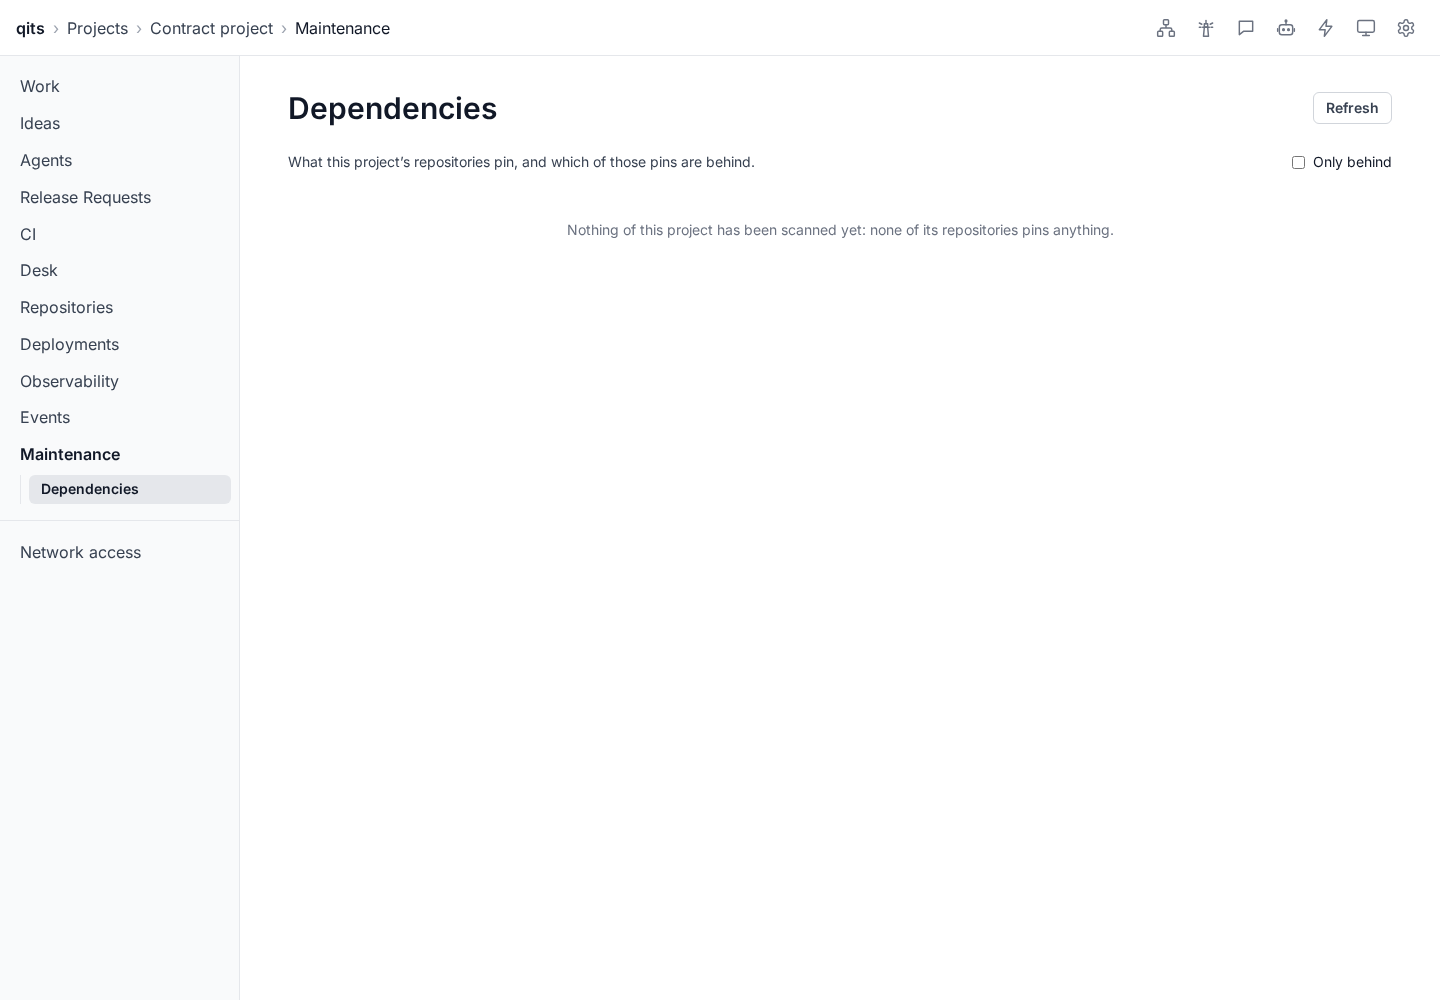 qits › Projects › Contract project › Maintenance
Work
Ideas
Agents
Release Requests
CI
Desk
Repositories
Deployments
Observability
Events
Maintenance
Dependencies
Network access
Dependencies
Refresh
What this project’s repositories pin, and which of those pins are behind.
Only behind
Nothing of this project has been scanned yet: none of its repositories pins anything.